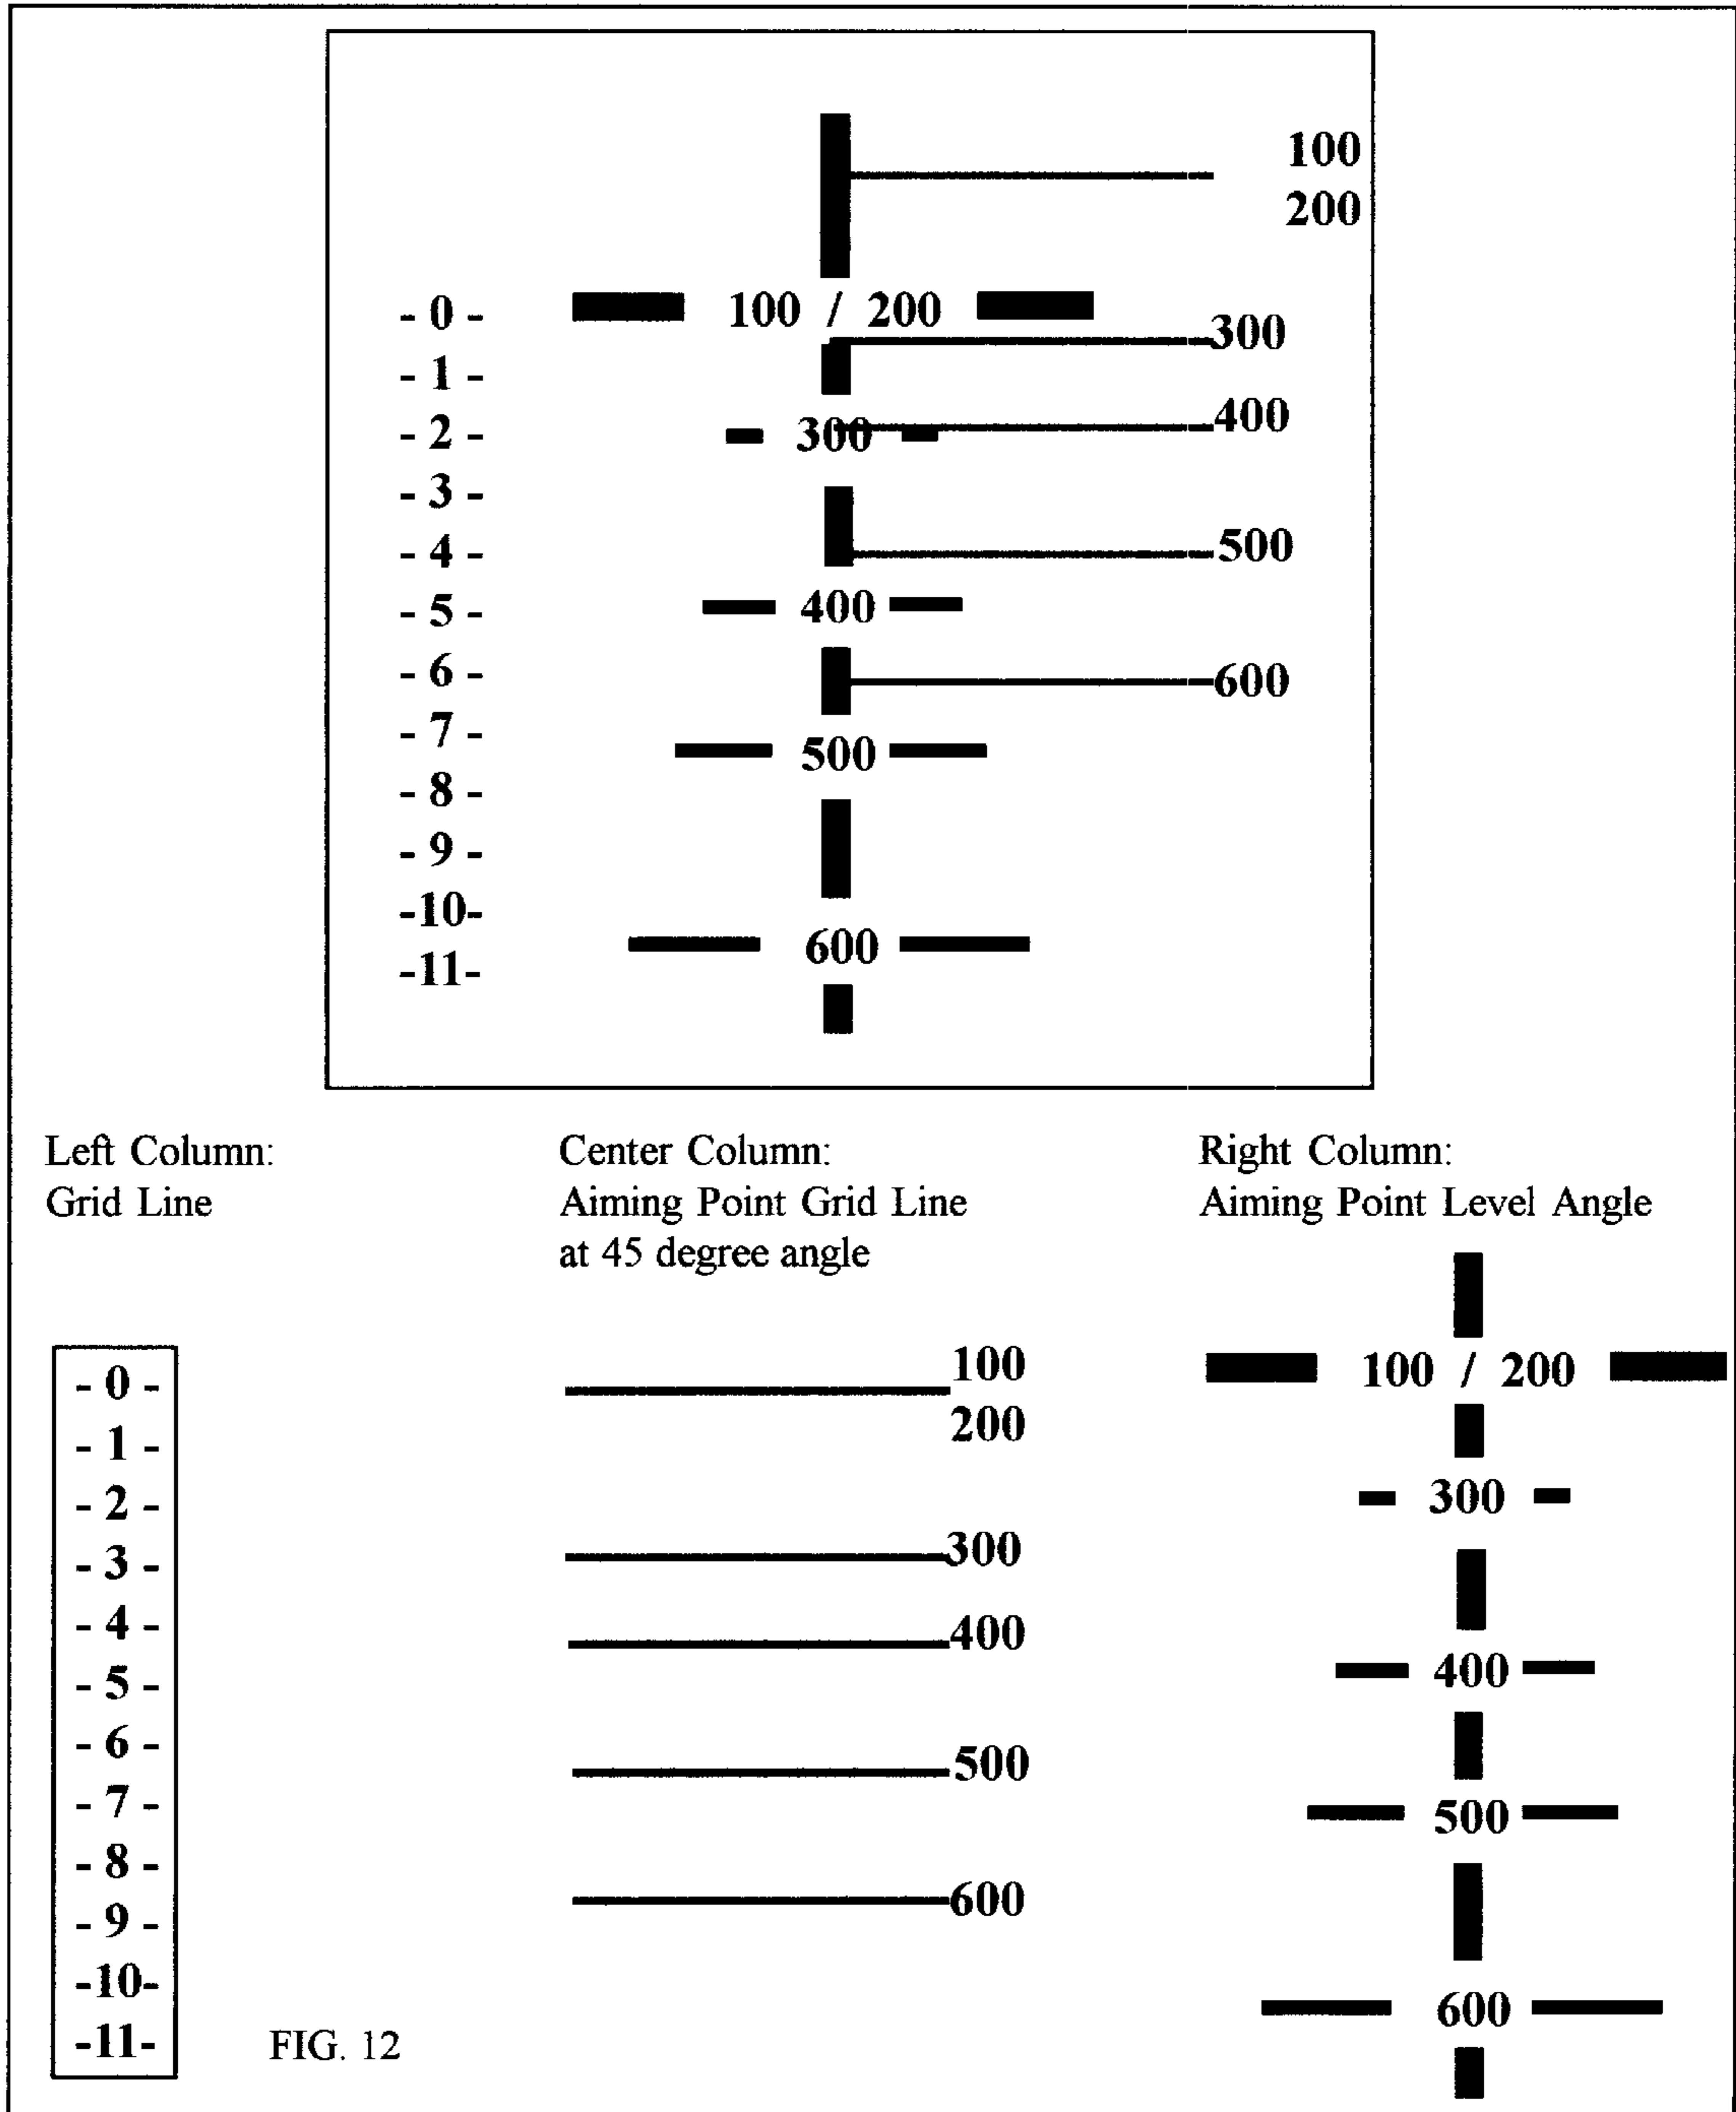 100
200
- 0 - 100 / 200
300
- 1 -
400
- 2 - 300
- 3 -
- 4 - 500
- 5 - 400
- 6 - 600
- 7 - 500
- 8 -
- 9 -
-10-
600
-11-
Left Column:
Grid Line
Center Column:
Aiming Point Grid Line
at 45 degree angle
Right Column:
Aiming Point Level Angle
- 0 -
- 1 -
- 2 -
- 3 -
- 4 -
- 5 -
- 6 -
- 7 -
- 8 -
- 9 -
-10-
-11-
100
200
300
400
500
600
100 / 200
300
400
500
600
FIG. 12